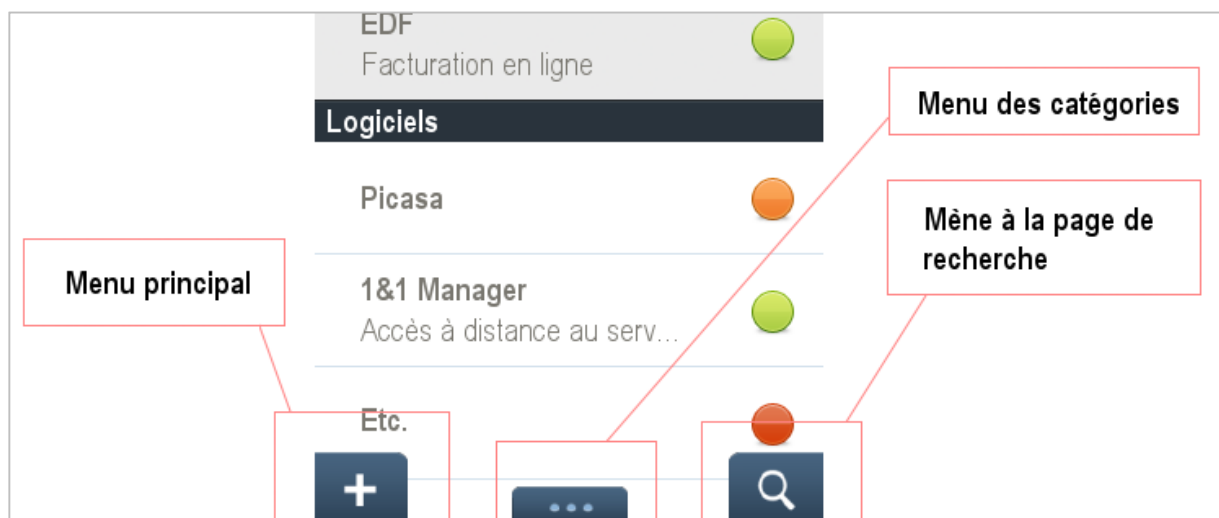 EDF
Facturation en ligne
Logiciels
Menu des catégories
Picasa
Mène à la page de
recherche
Menu principal
1&1 Manager
Accès à distance au serv...
Etc.